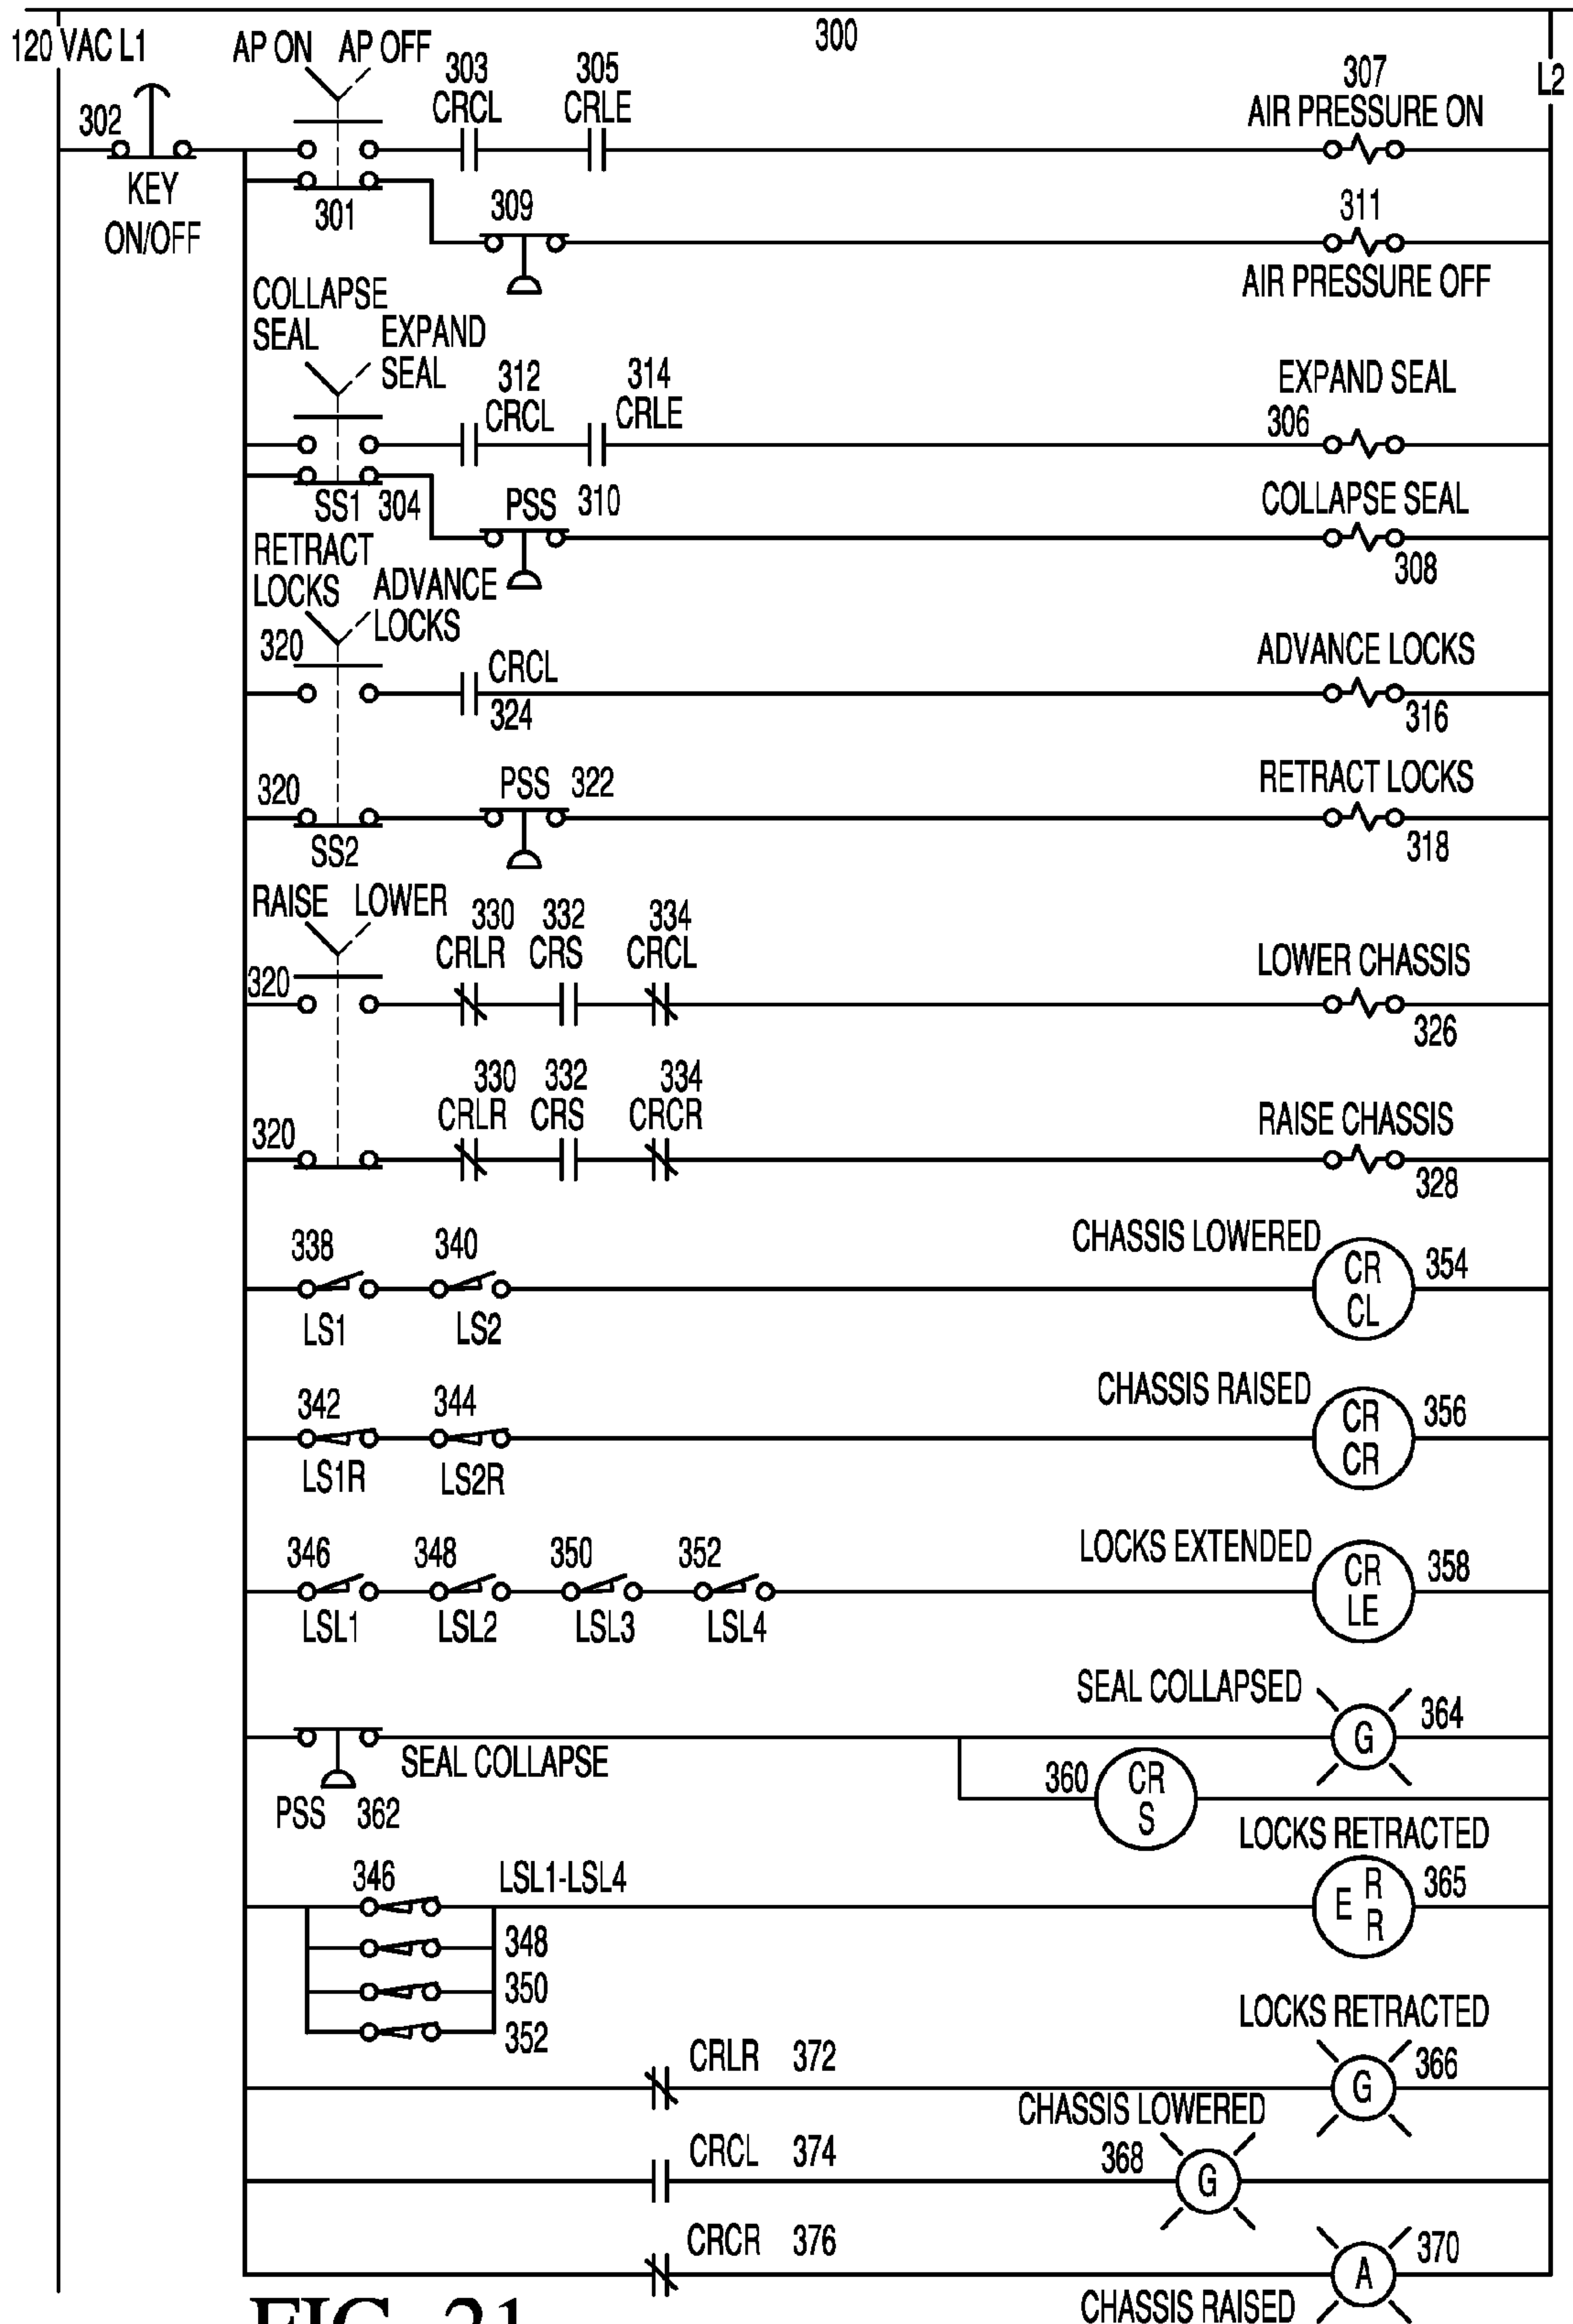 300
120 VAC L1
L2
AP ON AP OFF
303
CRCL
305
CRLE
307
AIR PRESSURE ON
302
KEY
ON/OFF
301
309
311
AIR PRESSURE OFF
COLLAPSE
SEAL
EXPAND
SEAL
312
CRCL
314
CRLE
EXPAND SEAL
306
SS1 304
PSS 310
COLLAPSE SEAL
308
RETRACT
LOCKS
ADVANCE
LOCKS
320
CRCL
324
ADVANCE LOCKS
316
320
SS2
PSS 322
RETRACT LOCKS
318
RAISE LOWER
320
330
CRLR
332
CRS
334
CRCL
LOWER CHASSIS
326
320
330
CRLR
332
CRS
334
CRCR
RAISE CHASSIS
328
338
LS1
340
LS2
CHASSIS LOWERED
CR
CL
354
342
LS1R
344
LS2R
CHASSIS RAISED
CR
CR
356
346
LSL1
348
LSL2
350
LSL3
352
LSL4
LOCKS EXTENDED
CR
LE
358
SEAL COLLAPSED
G
364
SEAL COLLAPSE
PSS 362
360
CR
S
LOCKS RETRACTED
346
LSL1-LSL4
E R
R
365
348
350
352
LOCKS RETRACTED
CRLR 372
G
366
CHASSIS LOWERED
CRCL 374
368
G
CRCR 376
A
370
CHASSIS RAISED
FIG. 21